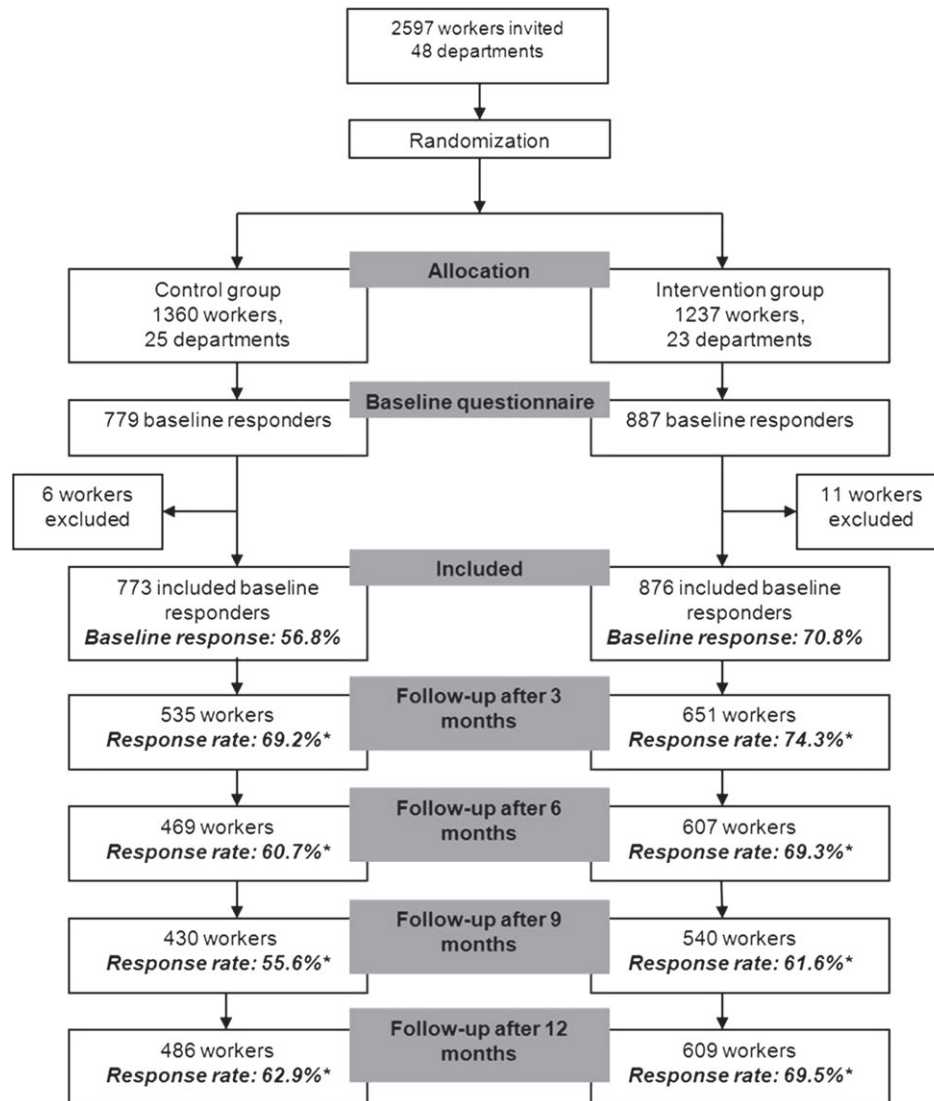 2597 workers invited
48 departments
Randomization
Allocation
Control group
1360 workers,
25 departments
Intervention group
1237 workers,
23 departments
Baseline questionnaire
779 baseline responders
887 baseline responders
6 workers
excluded
11 workers
excluded
Included
773 included baseline
responders
Baseline response: 56.8%
876 included baseline
responders
Baseline response: 70.8%
Follow-up after 3
months
535 workers
Response rate: 69.2%*
651 workers
Response rate: 74.3%*
Follow-up after 6
months
469 workers
Response rate: 60.7%*
607 workers
Response rate: 69.3%*
Follow-up after 9
months
430 workers
Response rate: 55.6%*
540 workers
Response rate: 61.6%*
Follow-up after 12
months
486 workers
Response rate: 62.9%*
609 workers
Response rate: 69.5%*